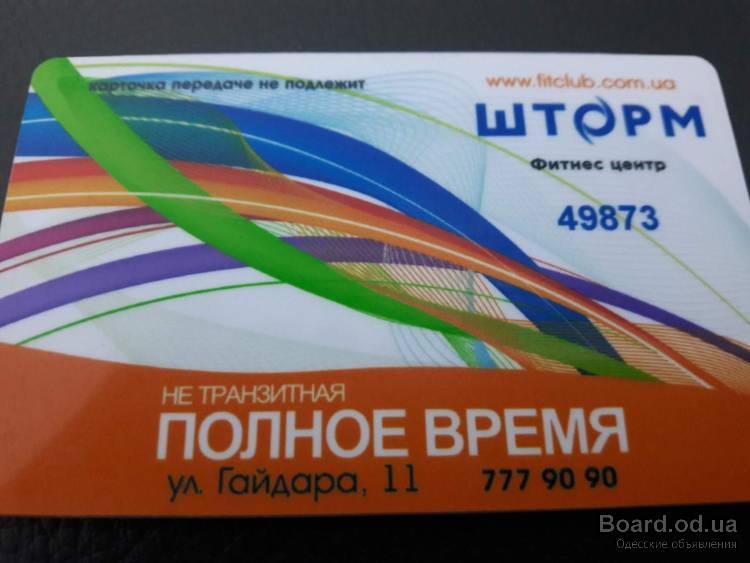 карточка передаче не подлежит
www.fitclub.com.ua
ШТОРМ
Фитнес центр
49873
НЕ ТРАНЗИТНАЯ
ПОЛНОЕ ВРЕМЯ
ул. Гайдара, 11 777 90 90
Board.od.ua
Одесские объявления